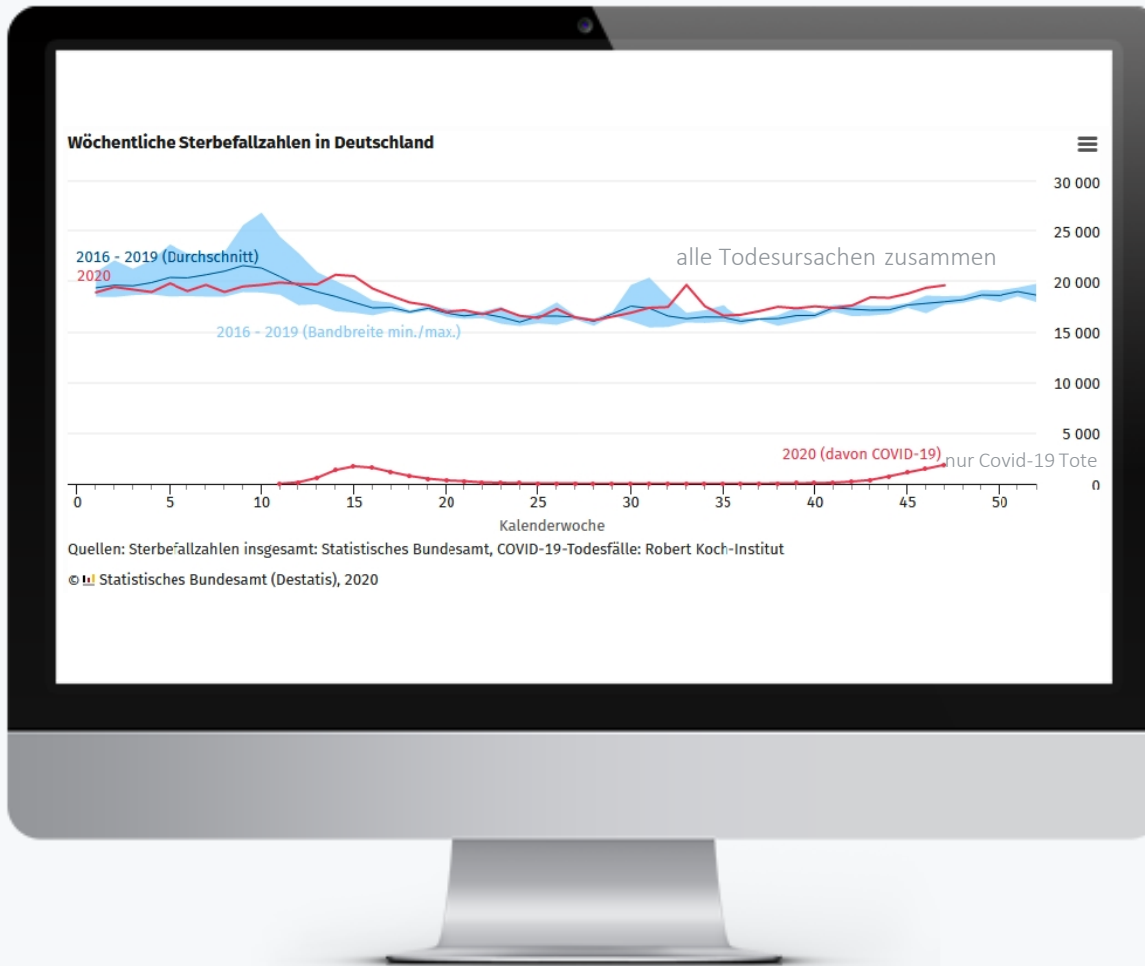 Wöchentliche Sterbefallzahlen in Deutschland
30 000
25 000
2016 - 2019 (Durchschnitt)
alle Todesursachen zusammen
2020
20 000
2016 - 2019 (Bandbreite min./max.)
15 000
10 000
5 000
2020 (davon COVID-19)
nur Covid-19 Tote
0
0 5 10 15 20 25 30 35 40 45 50
Kalenderwoche
Quellen: Sterbefallzahlen insgesamt: Statistisches Bundesamt, COVID-19-Todesfälle: Robert Koch-Institut
© Statistisches Bundesamt (Destatis), 2020